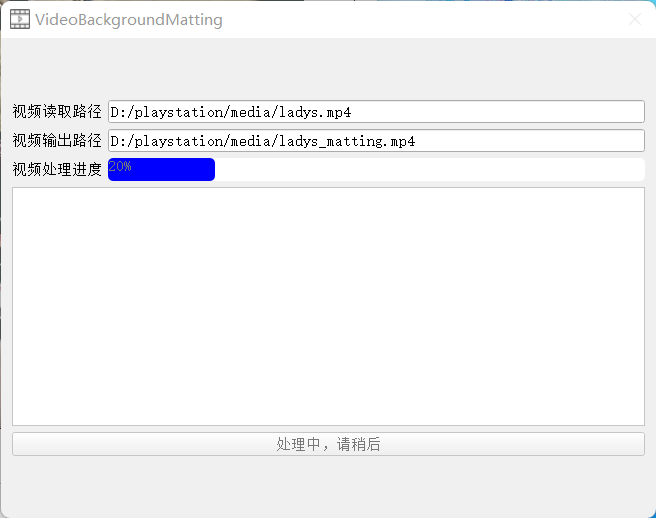 VideoBackgroundMatting
视频读取路径 D:/playstation/media/ladys.mp4
视频输出路径 D:/playstation/media/ladys_matting.mp4
视频处理进度 20%
处理中，请稍后